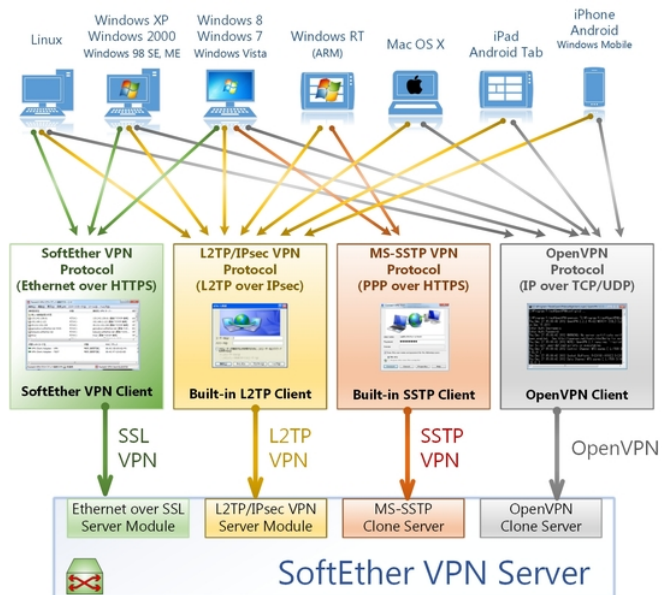 Linux
Windows XP
Windows 2000
Windows 98 SE, ME
Windows 8
Windows 7
Windows Vista
Windows RT
(ARM)
Mac OS X
iPad
Android Tab
iPhone
Android
Windows Mobile
SoftEther VPN
Protocol
(Ethernet over HTTPS)
SoftEther VPN Client
L2TP/IPsec VPN
Protocol
(L2TP over IPsec)
Built-in L2TP Client
MS-SSTP VPN
Protocol
(PPP over HTTPS)
Built-in SSTP Client
OpenVPN
Protocol
(IP over TCP/UDP)
OpenVPN Client
SSL
VPN
L2TP
VPN
SSTP
VPN
OpenVPN
Ethernet over SSL
Server Module
L2TP/IPsec VPN
Server Module
MS-SSTP
Clone Server
OpenVPN
Clone Server
SoftEther VPN Server